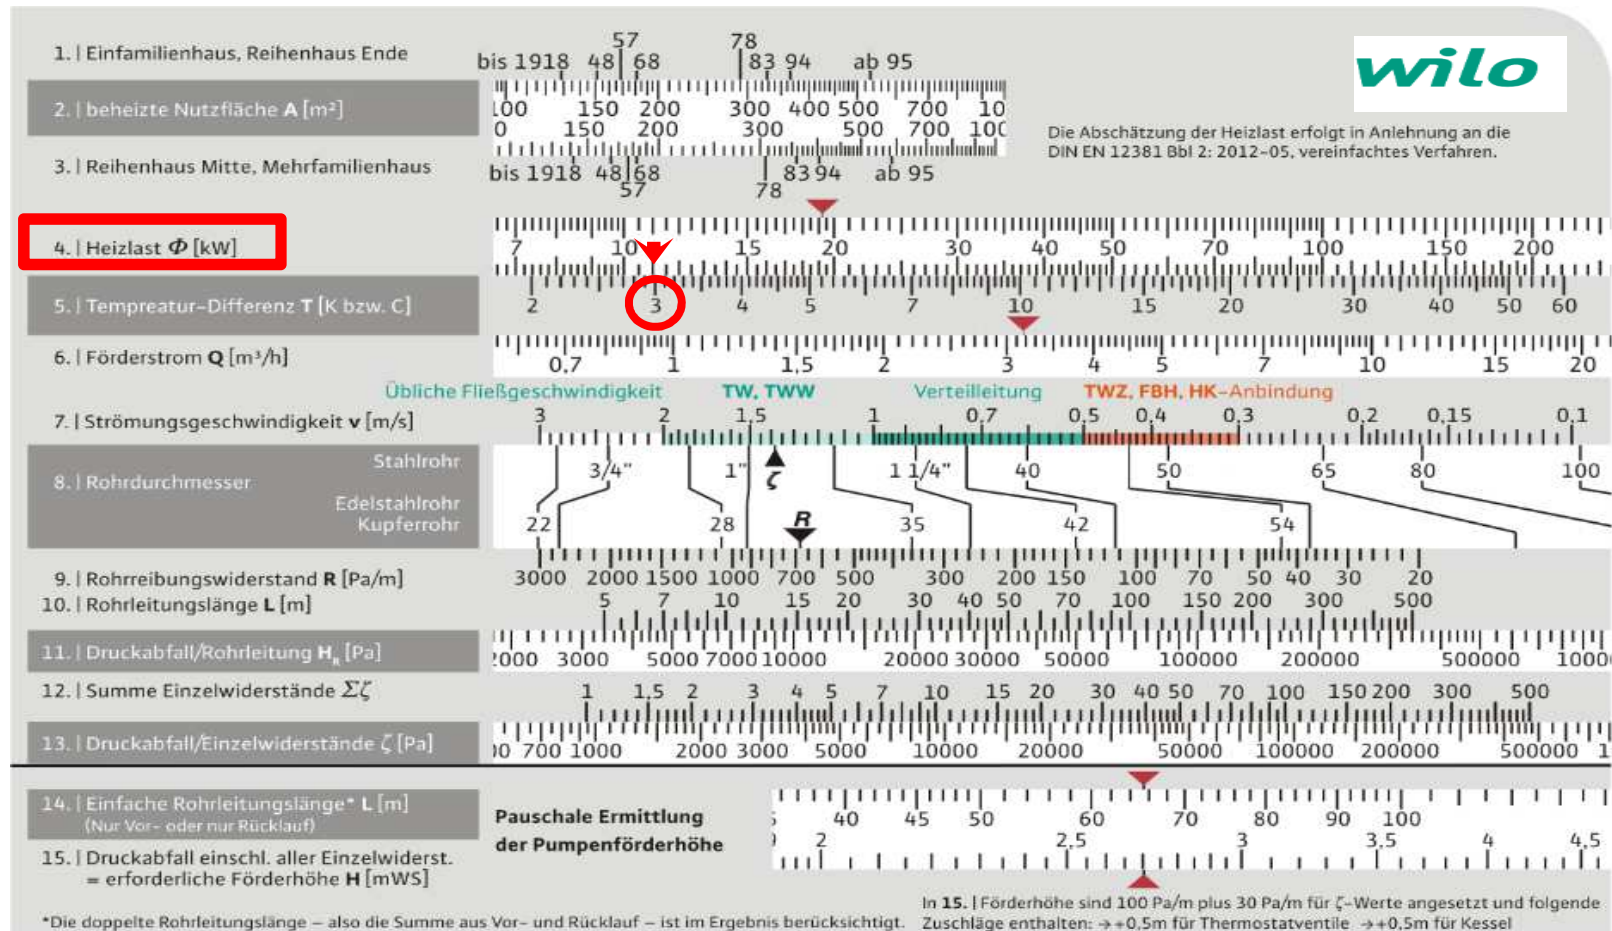 1. | Einfamilienhaus, Reihenhaus Ende
57 78
bis 1918 48 68 83 94 ab 95
wilo
2. | beheizte Nutzfläche A [m²]
100 150 200 300 400 500 700 10
0 150 200 300 500 700 100
Die Abschätzung der Heizlast erfolgt in Anlehnung an die
DIN EN 12381 Bbl 2: 2012-05, vereinfachtes Verfahren.
3. | Reihenhaus Mitte, Mehrfamilienhaus
bis 1918 48 68 83 94 ab 95
57 78
4. | Heizlast Φ [kW]
7 10 15 20 30 40 50 70 100 150 200
5. | Tempreatur-Differenz T [K bzw. C]
2 3 4 5 7 10 15 20 30 40 50 60
6. | Förderstrom Q [m³/h]
0,7 1 1,5 2 3 4 5 7 10 15 20
Übliche Fließgeschwindigkeit TW, TWW Verteilleitung TWZ, FBH, HK-Anbindung
7. | Strömungsgeschwindigkeit v [m/s]
3 2 1,5 1 0,7 0,5 0,4 0,3 0,2 0,15 0,1
8. | Rohrdurchmesser
Stahlrohr
3/4" 1" ζ 1 1/4" 40 50 65 80 100
Edelstahlrohr
Kupferrohr
22 28 R 35 42 54
9. | Rohrreibungswiderstand R [Pa/m]
3000 2000 1500 1000 700 500 300 200 150 100 70 50 40 30 20
10. | Rohrleitungslänge L [m]
5 7 10 15 20 30 40 50 70 100 150 200 300 500
11. | Druckabfall/Rohrleitung HR [Pa]
2000 3000 5000 7000 10000 20000 30000 50000 100000 200000 500000 1000
12. | Summe Einzelwiderstände Σζ
1 1,5 2 3 4 5 7 10 15 20 30 40 50 70 100 150 200 300 500
13. | Druckabfall/Einzelwiderstände ζ [Pa]
00 700 1000 2000 3000 5000 10000 20000 50000 100000 200000 500000 1
14. | Einfache Rohrleitungslänge* L [m]
(Nur Vor- oder nur Rücklauf)
Pauschale Ermittlung
der Pumpenförderhöhe
40 45 50 60 70 80 90 100
2 2,5 3 3,5 4 4,5
15. | Druckabfall einschl. aller Einzelwiderst.
= erforderliche Förderhöhe H [mWS]
*Die doppelte Rohrleitungslänge – also die Summe aus Vor- und Rücklauf – ist im Ergebnis berücksichtigt.
In 15. | Förderhöhe sind 100 Pa/m plus 30 Pa/m für ζ-Werte angesetzt und folgende
Zuschläge enthalten: →+0,5m für Thermostatventile →+0,5m für Kessel